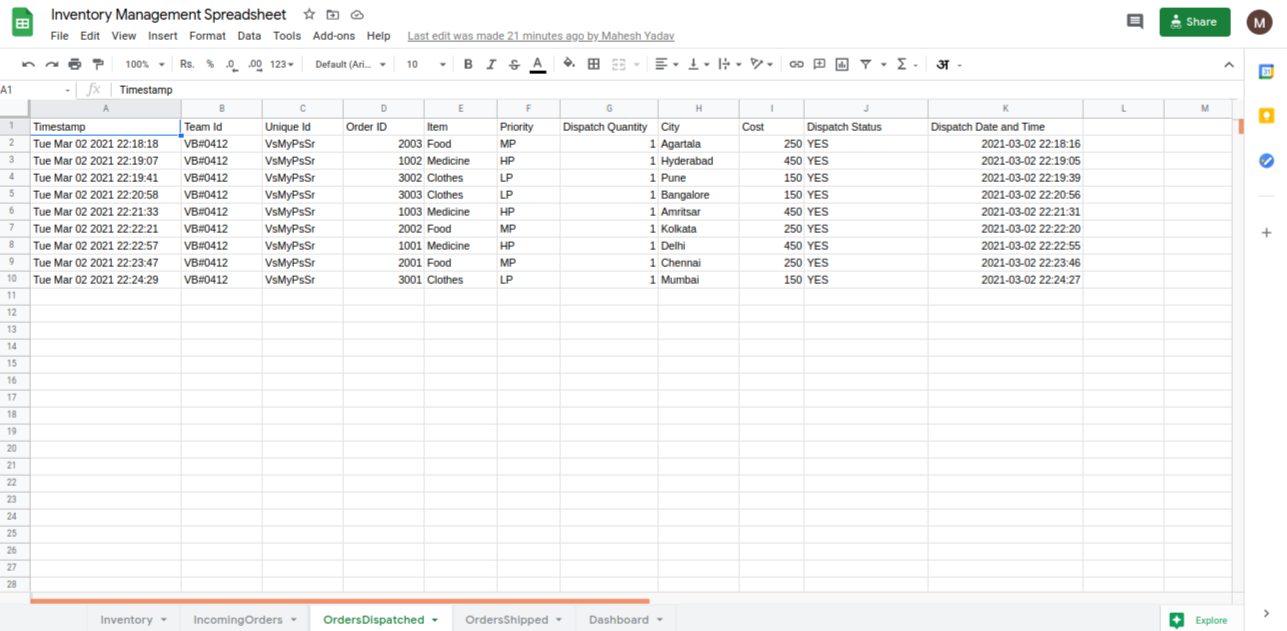 Inventory Management Spreadsheet
File Edit View Insert Format Data Tools Add-ons Help Last edit was made 21 minutes ago by Mahesh Yadav
Share
M
100% Rs. % .0 .00 123 Default (Ari... 10 B I S A Σ अ
A1 fx Timestamp
A B C D E F G H I J K L M
1 Timestamp Team Id Unique Id Order ID Item Priority Dispatch Quantity City Cost Dispatch Status Dispatch Date and Time
2 Tue Mar 02 2021 22:18:18 VB#0412 VsMyPsSr 2003 Food MP 1 Agartala 250 YES 2021-03-02 22:18:16
3 Tue Mar 02 2021 22:19:07 VB#0412 VsMyPsSr 1002 Medicine HP 1 Hyderabad 450 YES 2021-03-02 22:19:05
4 Tue Mar 02 2021 22:19:41 VB#0412 VsMyPsSr 3002 Clothes LP 1 Pune 150 YES 2021-03-02 22:19:39
5 Tue Mar 02 2021 22:20:58 VB#0412 VsMyPsSr 3003 Clothes LP 1 Bangalore 150 YES 2021-03-02 22:20:56
6 Tue Mar 02 2021 22:21:33 VB#0412 VsMyPsSr 1003 Medicine HP 1 Amritsar 450 YES 2021-03-02 22:21:31
7 Tue Mar 02 2021 22:22:21 VB#0412 VsMyPsSr 2002 Food MP 1 Kolkata 250 YES 2021-03-02 22:22:20
8 Tue Mar 02 2021 22:22:57 VB#0412 VsMyPsSr 1001 Medicine HP 1 Delhi 450 YES 2021-03-02 22:22:55
9 Tue Mar 02 2021 22:23:47 VB#0412 VsMyPsSr 2001 Food MP 1 Chennai 250 YES 2021-03-02 22:23:46
10 Tue Mar 02 2021 22:24:29 VB#0412 VsMyPsSr 3001 Clothes LP 1 Mumbai 150 YES 2021-03-02 22:24:27
11
12
13
14
15
16
17
18
19
20
21
22
23
24
25
26
27
28
Inventory IncomingOrders OrdersDispatched OrdersShipped Dashboard Explore